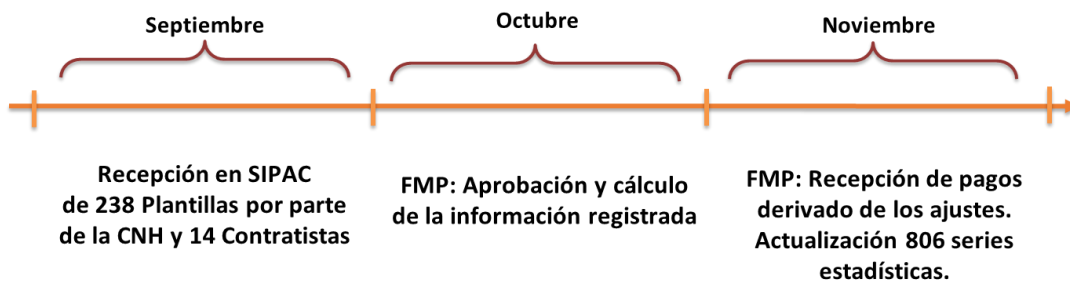 Septiembre
Octubre
Noviembre
Recepción en SIPAC
de 238 Plantillas por parte
de la CNH y 14 Contratistas
FMP: Aprobación y cálculo
de la información registrada
FMP: Recepción de pagos
derivado de los ajustes.
Actualización 806 series
estadísticas.